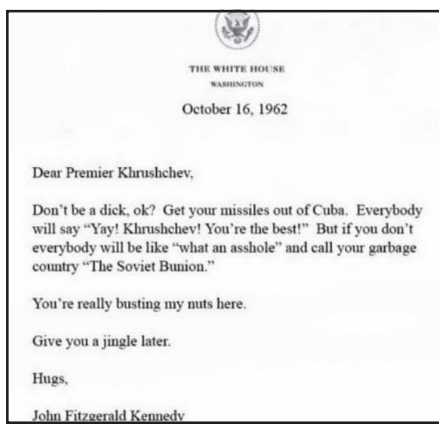 THE WHITE HOUSE
WASHINGTON
October 16, 1962
Dear Premier Khrushchev,
Don't be a dick, ok?  Get your missiles out of Cuba.  Everybody
will say “Yay! Khrushchev! You're the best!”  But if you don't
everybody will be like “what an asshole” and call your garbage
country “The Soviet Bunion.”
You're really busting my nuts here.
Give you a jingle later.
Hugs,
John Fitzgerald Kennedy